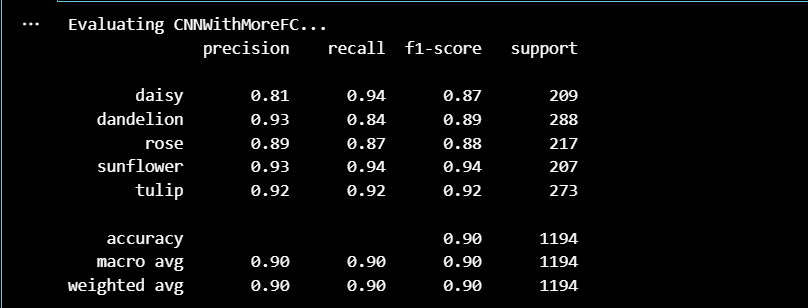 ... Evaluating CNNWithMoreFC...
precision recall f1-score support
daisy 0.81 0.94 0.87 209
dandelion 0.93 0.84 0.89 288
rose 0.89 0.87 0.88 217
sunflower 0.93 0.94 0.94 207
tulip 0.92 0.92 0.92 273
accuracy 0.90 1194
macro avg 0.90 0.90 0.90 1194
weighted avg 0.90 0.90 0.90 1194